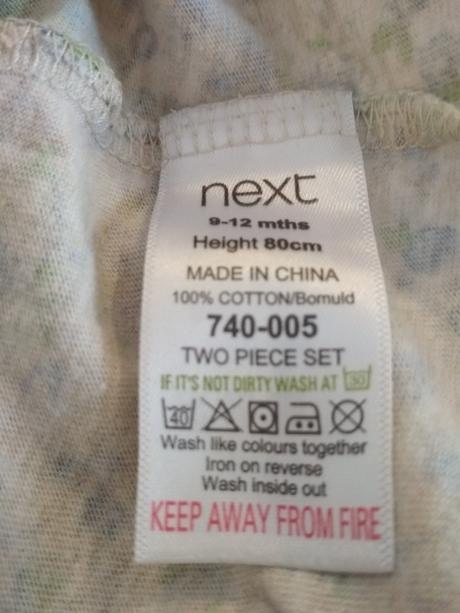 next
9-12 mths
Height 80cm
MADE IN CHINA
100% COTTON/Bomuld
740-005
TWO PIECE SET
IF IT'S NOT DIRTY WASH AT 30
40
Wash like colours together
Iron on reverse
Wash inside out
KEEP AWAY FROM FIRE